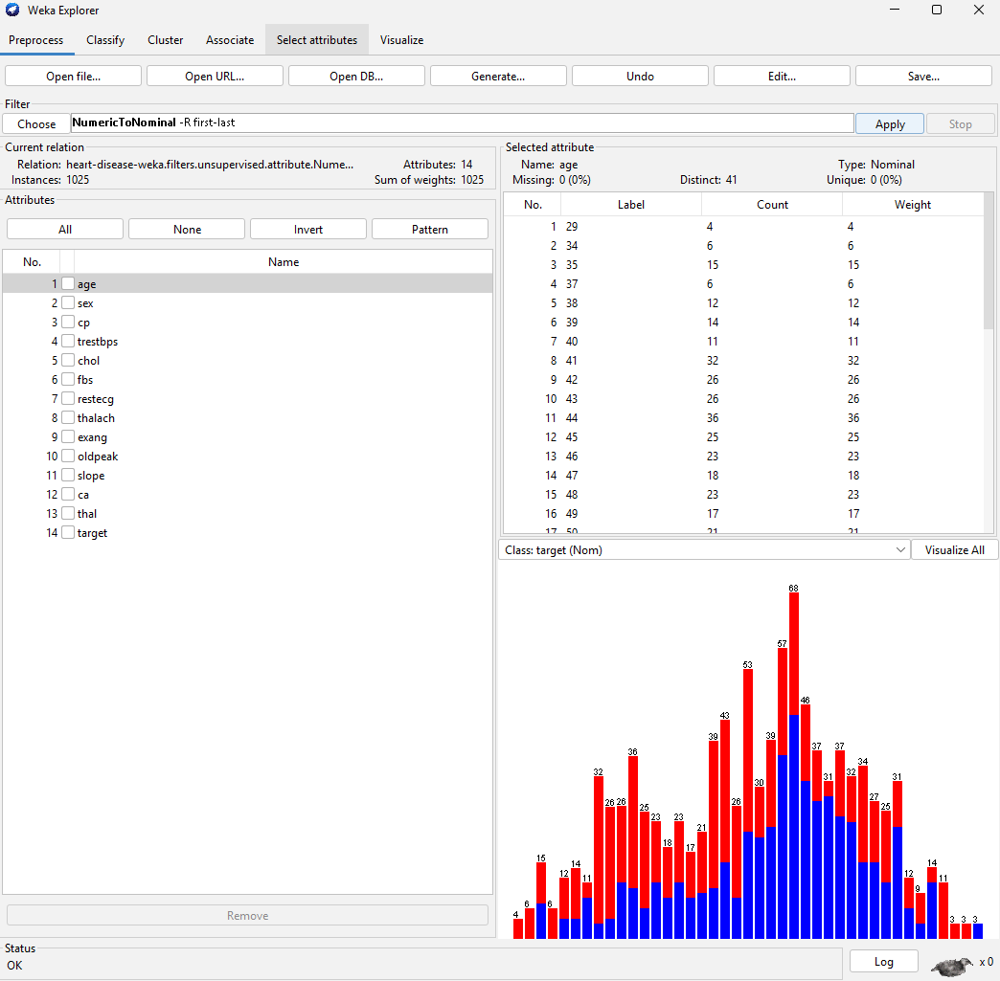 Weka Explorer
Preprocess Classify Cluster Associate Select attributes Visualize
Open file... Open URL... Open DB... Generate... Undo Edit... Save...
Filter
Choose NumericToNominal -R first-last Apply Stop
Current relation
Relation: heart-disease-weka.filters.unsupervised.attribute.Nume... Attributes: 14
Instances: 1025 Sum of weights: 1025
Attributes
All None Invert Pattern
No. Name
1 age
2 sex
3 cp
4 trestbps
5 chol
6 fbs
7 restecg
8 thalach
9 exang
10 oldpeak
11 slope
12 ca
13 thal
14 target
Remove
Selected attribute
Name: age Type: Nominal
Missing: 0 (0%) Distinct: 41 Unique: 0 (0%)
No. Label Count Weight
1 29 4 4
2 34 6 6
3 35 15 15
4 37 6 6
5 38 12 12
6 39 14 14
7 40 11 11
8 41 32 32
9 42 26 26
10 43 26 26
11 44 36 36
12 45 25 25
13 46 23 23
14 47 18 18
15 48 23 23
16 49 17 17
17 50 21 21
Class: target (Nom) Visualize All
4 6 15 6 12 14 11 32 26 26 36 25 23 18 23 17 21 39 43 26 53 30 39 57 68 46 37 31 37 32 34 27 25 31 12 9 14 11 3 3 3
Status
OK
Log x 0